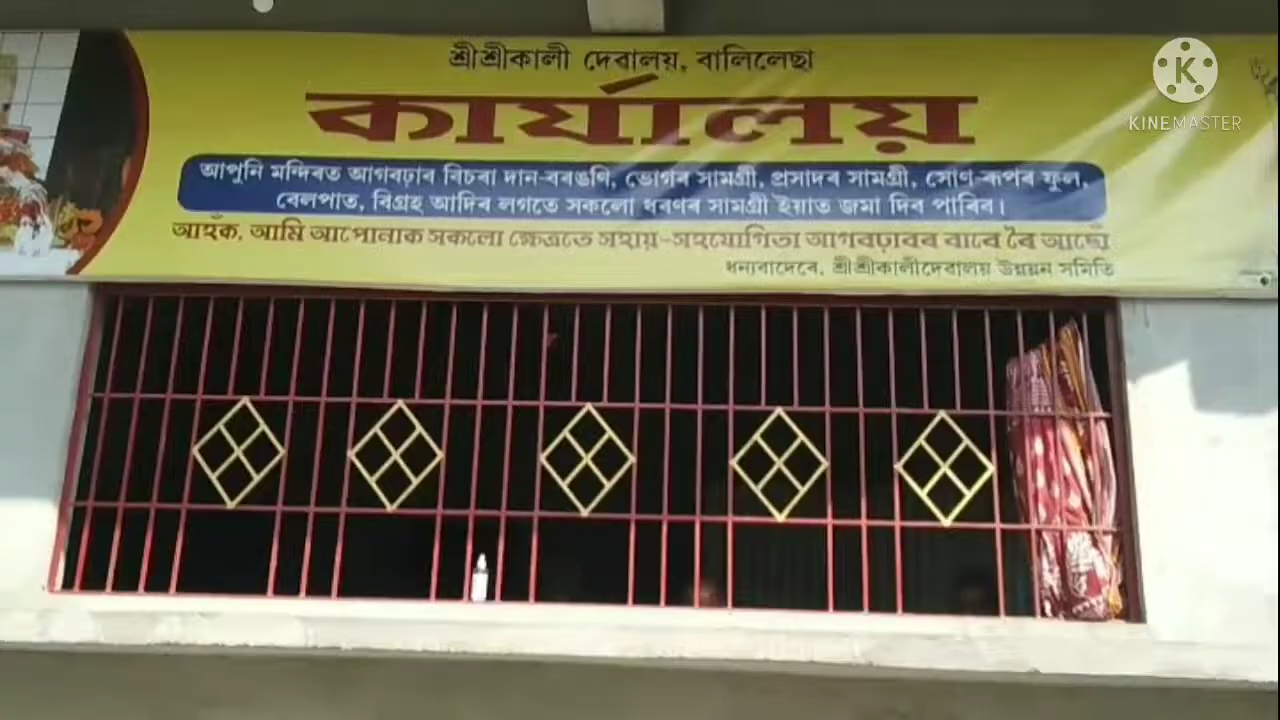 শ্ৰীশ্ৰীকালী দেৱালয়, বালিলেছা
কাৰ্যালয়
আপুনি মন্দিৰত আগবঢ়াব বিচৰা দান-বৰঙণি, ভোগৰ সামগ্ৰী, প্ৰসাদৰ সামগ্ৰী, সোণ-ৰূপৰ ফুল,
বেলপাত, বিগ্ৰহ আদিৰ লগতে সকলো ধৰণৰ সামগ্ৰী ইয়াত জমা দিব পাৰিব।
আহঁক, আমি আপোনাক সকলো ক্ষেত্ৰতে সহায়-সহযোগিতা আগবঢ়াবৰ বাবে ৰৈ আছোঁ
ধন্যবাদেৰে, শ্ৰীশ্ৰীকালীদেৱালয় উন্নয়ন সমিতি
KINEMASTER